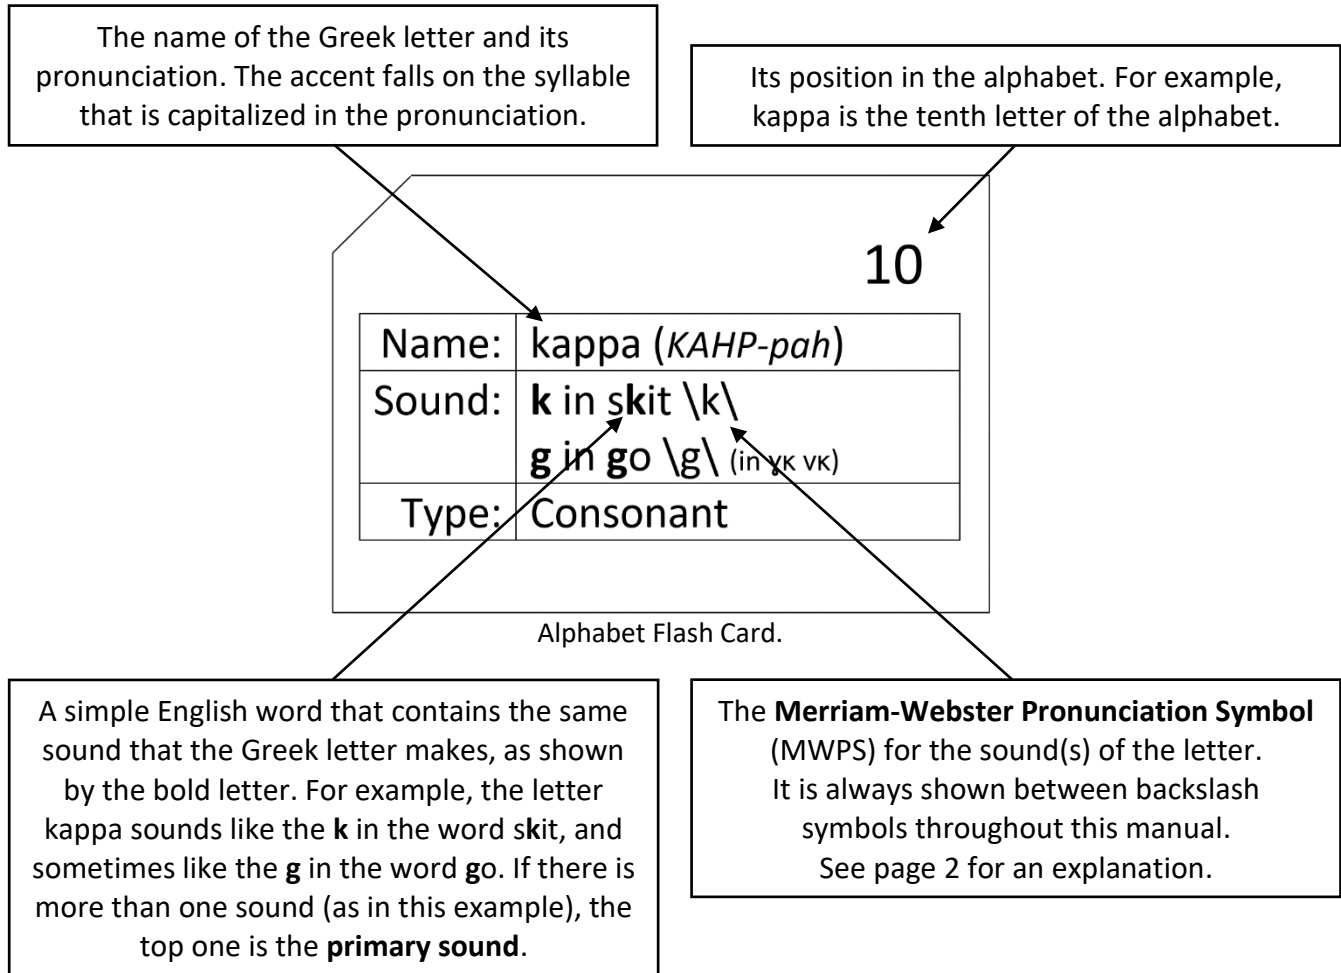 The name of the Greek letter and its
pronunciation. The accent falls on the syllable
that is capitalized in the pronunciation.
Its position in the alphabet. For example,
kappa is the tenth letter of the alphabet.
10
Name: kappa (KAHP-pah)
Sound: k in skit \k\
g in go \g\ (in γκ νκ)
Type: Consonant
Alphabet Flash Card.
A simple English word that contains the same
sound that the Greek letter makes, as shown
by the bold letter. For example, the letter
kappa sounds like the k in the word skit, and
sometimes like the g in the word go. If there is
more than one sound (as in this example), the
top one is the primary sound.
The Merriam-Webster Pronunciation Symbol
(MWPS) for the sound(s) of the letter.
It is always shown between backslash
symbols throughout this manual.
See page 2 for an explanation.